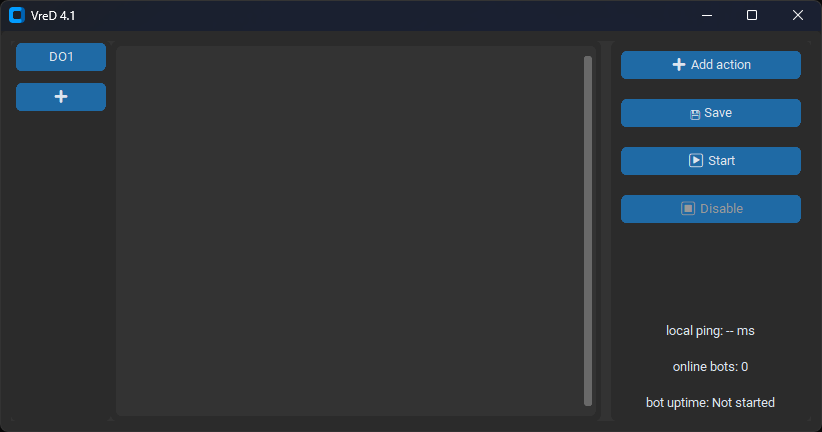 VreD 4.1
DO1
Add action
Save
Start
Disable
local ping: -- ms
online bots: 0
bot uptime: Not started